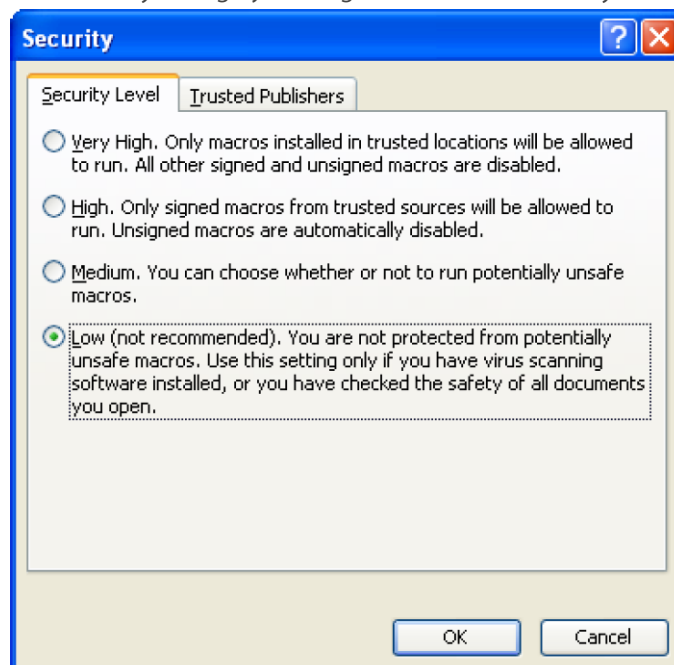 Security
Security Level Trusted Publishers
Very High. Only macros installed in trusted locations will be allowed
to run. All other signed and unsigned macros are disabled.
High. Only signed macros from trusted sources will be allowed to
run. Unsigned macros are automatically disabled.
Medium. You can choose whether or not to run potentially unsafe
macros.
Low (not recommended). You are not protected from potentially
unsafe macros. Use this setting only if you have virus scanning
software installed, or you have checked the safety of all documents
you open.
OK Cancel